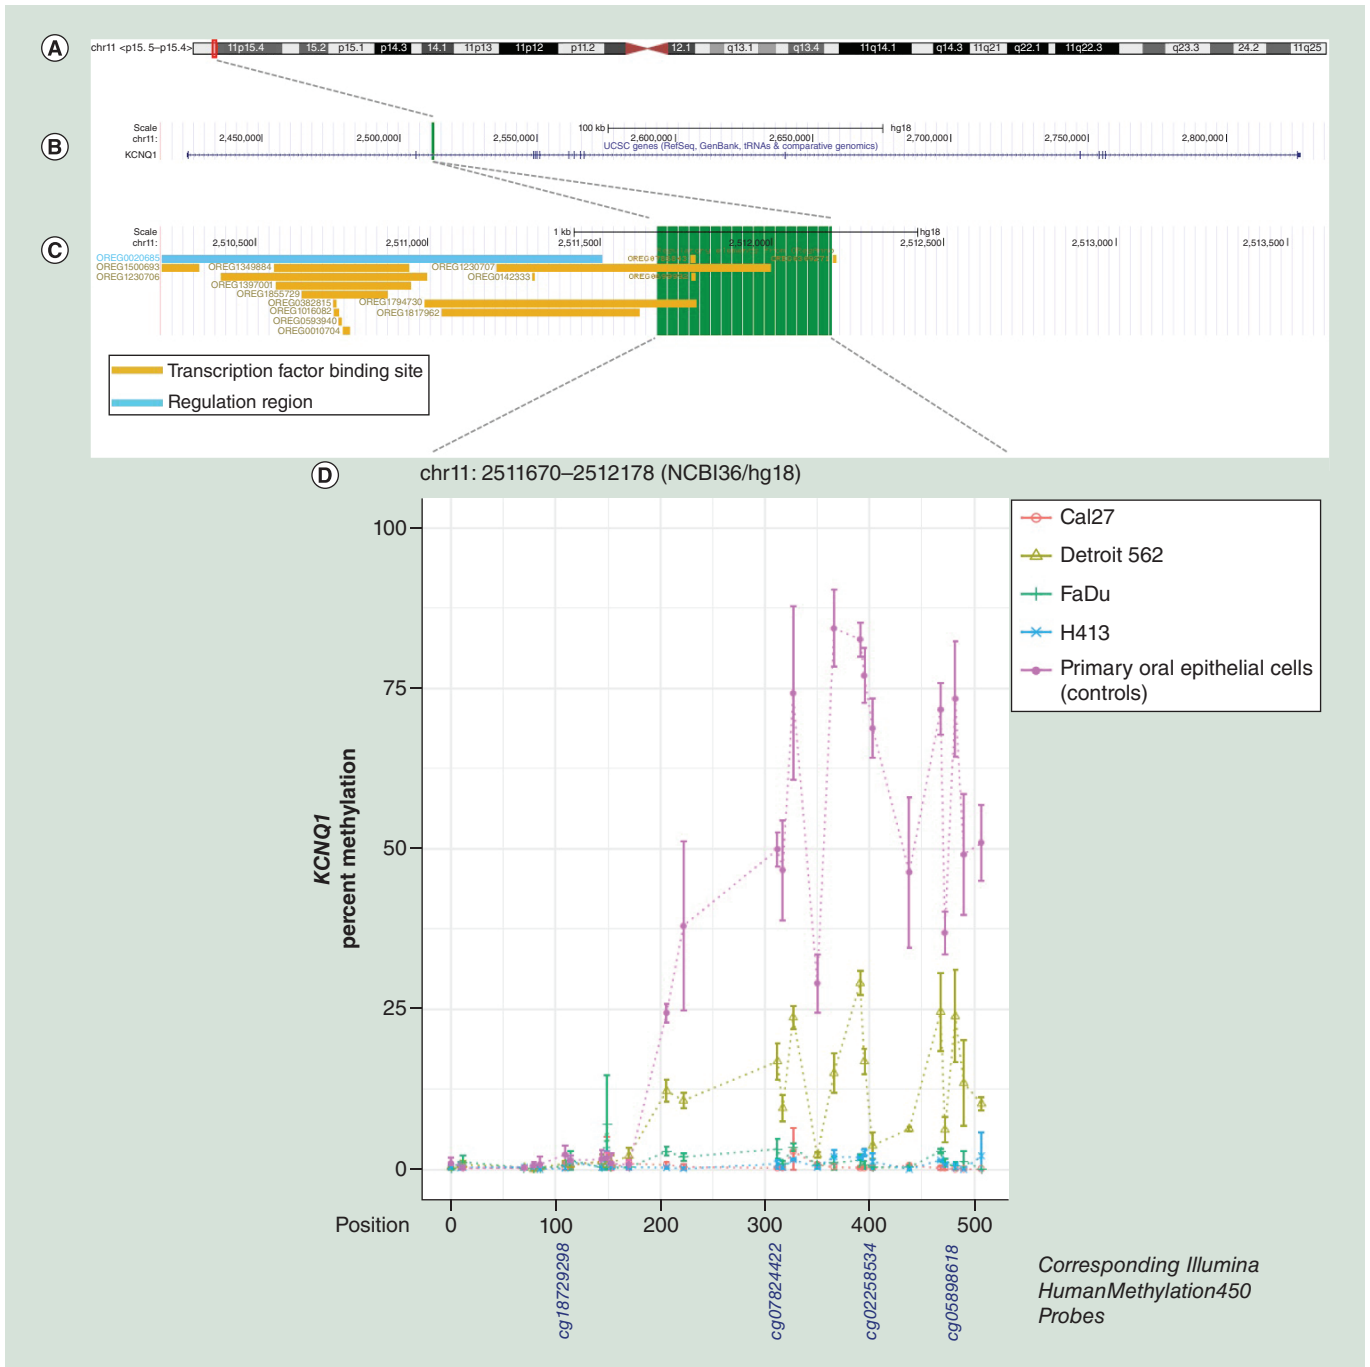 A
chr11 <p15. 5–p15.4> 11p15.4 15.2 p15.1 p14.3 14.1 11p13 11p12 p11.2 12.1 q13.1 q13.4 11q14.1 q14.3 11q21 q22.1 11q22.3 q23.3 24.2 11q25
B
Scale 100 kb hg18
chr11: 2,450,000 2,500,000 2,550,000 2,600,000 2,650,000 2,700,000 2,750,000 2,800,000
UCSC genes (RefSeq, GenBank, tRNAs & comparative genomics)
KCNQ1
C
Scale 1 kb hg18
chr11: 2,510,500 2,511,000 2,511,500 2,512,000 2,512,500 2,513,000 2,513,500
OREG0020685
OREG1500693 OREG1349884 OREG1230707
OREG1230706 OREG0142333
OREG1397001
OREG1855729
OREG0382815 OREG1794730
OREG1016082 OREG1817962
OREG0593940
OREG0010704
Transcription factor binding site
Regulation region
D
chr11: 2511670–2512178 (NCBI36/hg18)
KCNQ1
percent methylation
100
75
50
25
0
Cal27
Detroit 562
FaDu
H413
Primary oral epithelial cells
(controls)
Position 0 100 200 300 400 500
cg18729298
cg07824422
cg02258534
cg05898618
Corresponding Illumina
HumanMethylation450
Probes